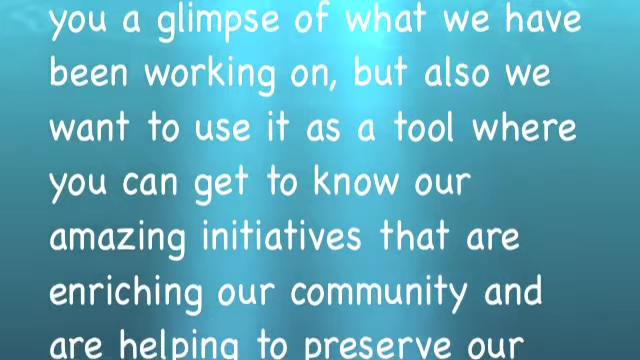 you a glimpse of what we have
been working on, but also we
want to use it as a tool where
you can get to know our
amazing initiatives that are
enriching our community and
are helping to preserve our